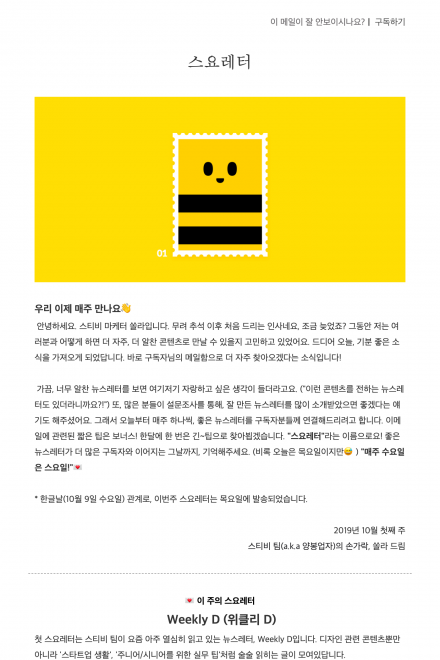 이 메일이 잘 안보이시나요? | 구독하기
스요레터
01
우리 이제 매주 만나요👋
안녕하세요. 스티비 마케터 쏠라입니다. 무려 추석 이후 처음 드리는 인사네요, 조금 늦었죠? 그동안 저는 여
러분과 어떻게 하면 더 자주, 더 알찬 콘텐츠로 만날 수 있을지 고민하고 있었어요. 드디어 오늘, 기분 좋은 소
식을 가져오게 되었답니다. 바로 구독자님의 메일함으로 더 자주 찾아오겠다는 소식입니다!
가끔, 너무 알찬 뉴스레터를 보면 여기저기 자랑하고 싶은 생각이 들더라고요. ("이런 콘텐츠를 전하는 뉴스레
터도 있더라니까요?!") 또, 많은 분들이 설문조사를 통해, 잘 만든 뉴스레터를 많이 소개받았으면 좋겠다는 얘
기도 해주셨어요. 그래서 오늘부터 매주 하나씩, 좋은 뉴스레터를 구독자분들께 연결해드리려고 합니다. 이메
일에 관련된 짧은 팁은 보너스! 한달에 한 번은 긴~팁으로 찾아뵙겠습니다. "스요레터"라는 이름으로요! 좋은
뉴스레터가 더 많은 구독자와 이어지는 그날까지, 기억해주세요. (비록 오늘은 목요일이지만😅 ) "매주 수요일
은 스요일!"💌
* 한글날(10월 9일 수요일) 관계로, 이번주 스요레터는 목요일에 발송되었습니다.
2019년 10월 첫째 주
스티비 팀(a.k.a 양봉업자)의 손가락, 쏠라 드림
💌 이 주의 스요레터
Weekly D (위클리 D)
첫 스요레터는 스티비 팀이 요즘 아주 열심히 읽고 있는 뉴스레터, Weekly D입니다. 디자인 관련 콘텐츠뿐만
아니라 '스타트업 생활', '주니어/시니어를 위한 실무 팁'처럼 술술 읽히는 글이 모여있답니다.